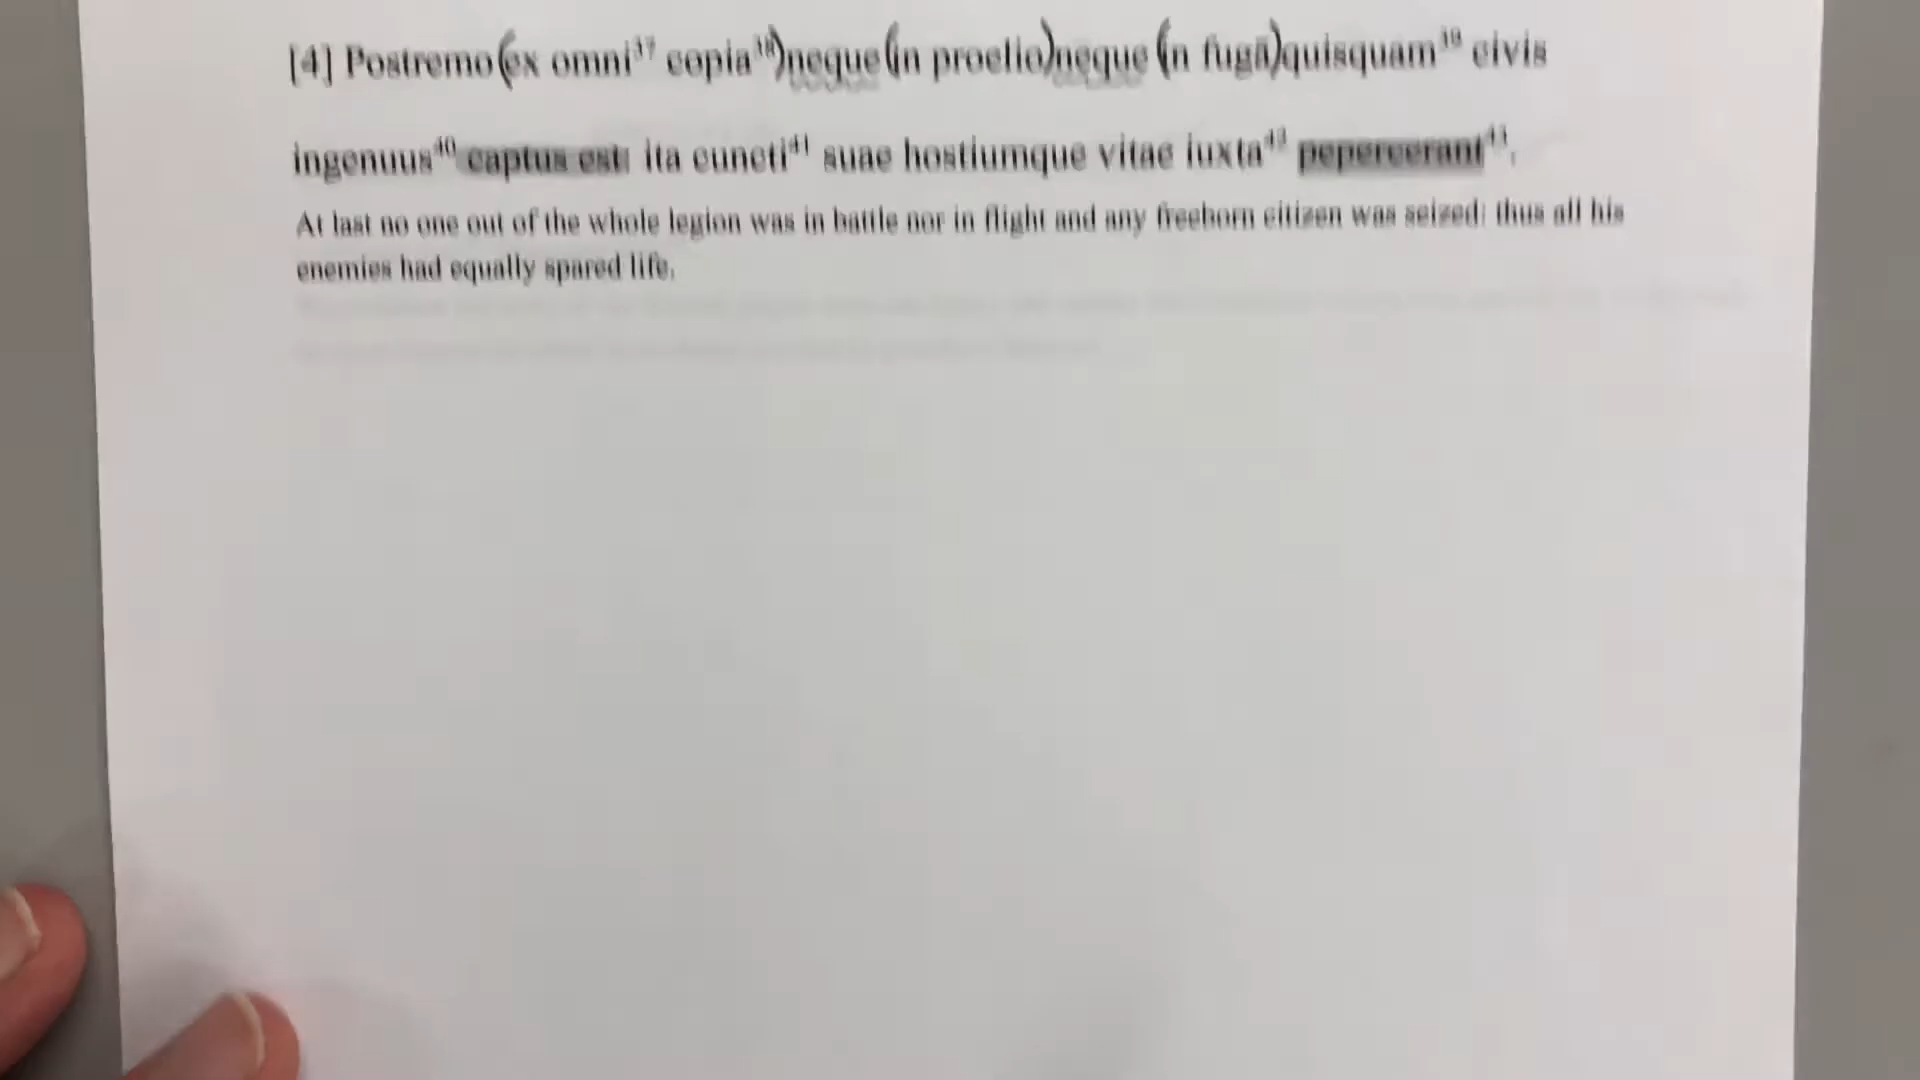 [4] Postremo (ex omni³⁷ copia³⁸) neque (in proelio) neque (in fugā) quisquam³⁹ civis
ingenuus⁴⁰ captus est: ita cuncti⁴¹ suae hostiumque vitae iuxta⁴² pepercerant⁴³.
At last no one out of the whole legion was in battle nor in flight and any freeborn citizen was seized: thus all his
enemies had equally spared life.